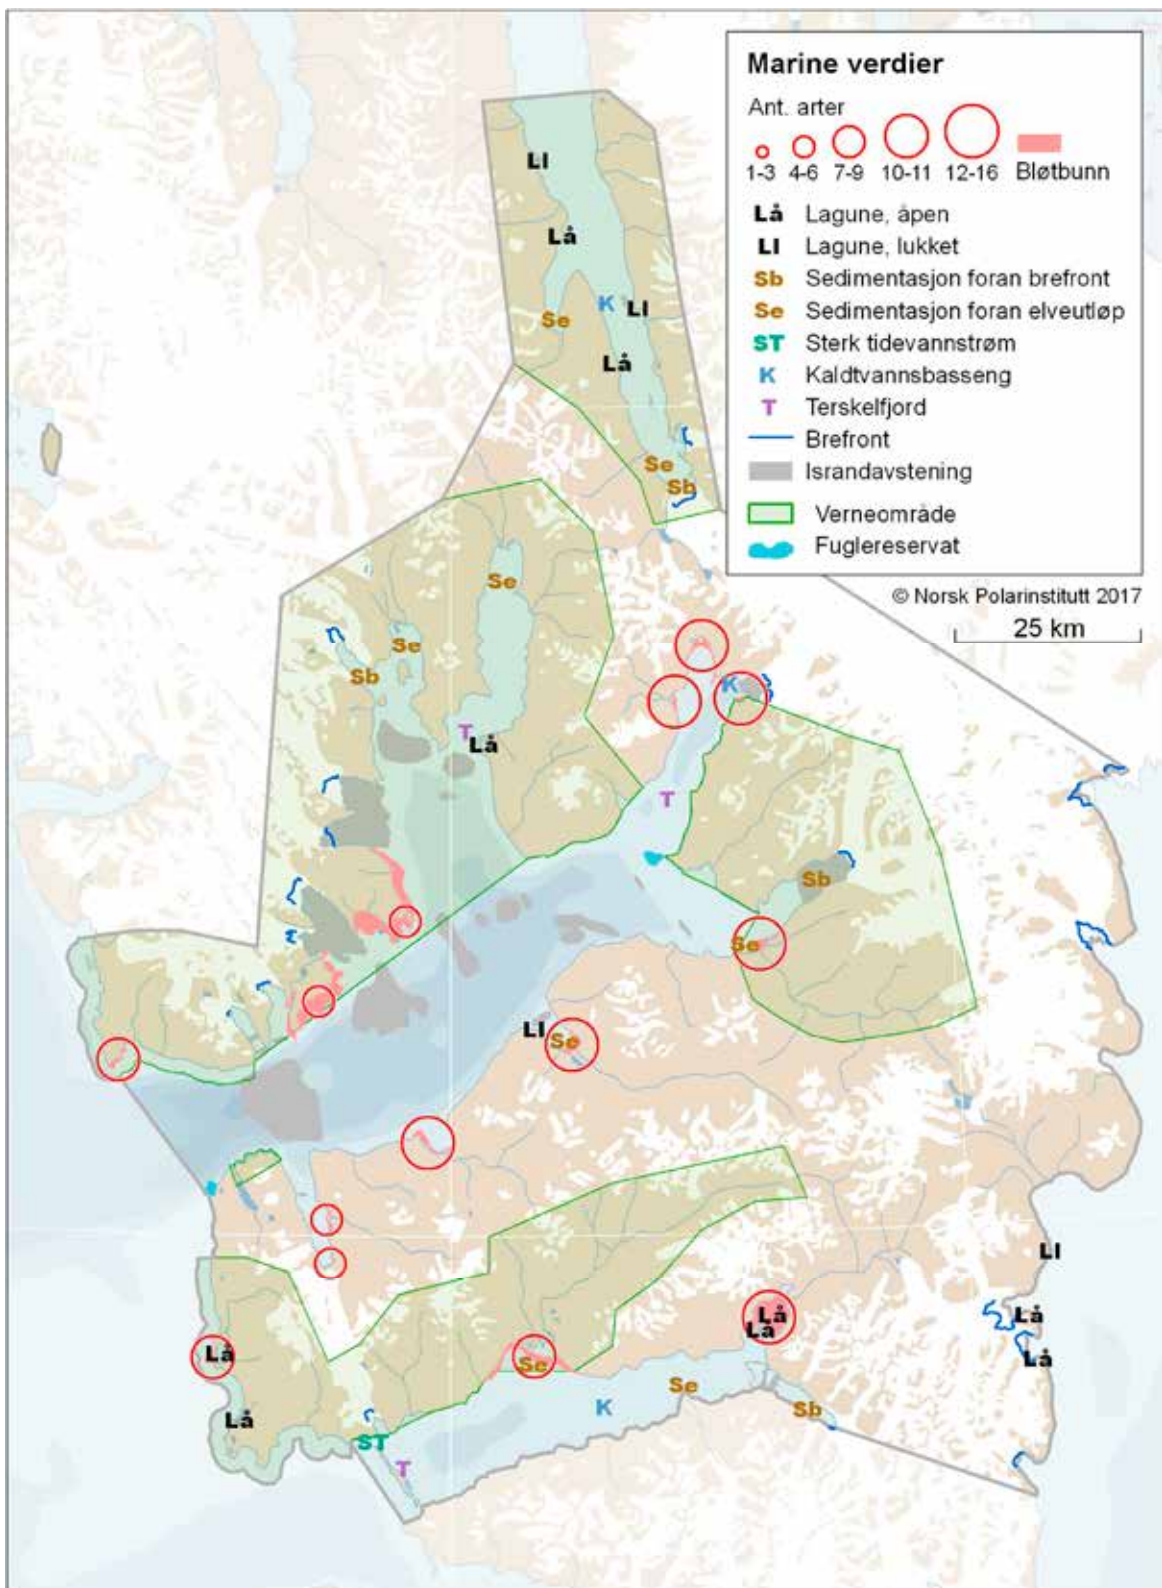 Marine verdier
Ant. arter
1-3 4-6 7-9 10-11 12-16 Bløtbunn
Lå Lagune, åpen
Ll Lagune, lukket
Sb Sedimentasjon foran brefront
Se Sedimentasjon foran elveutløp
ST Sterk tidevannstrøm
K Kaldtvannsbasseng
T Terskelfjord
Brefront
Israndavstening
Verneområde
Fuglereservat
© Norsk Polarinstitutt 2017
25 km
Ll
Lå
K
Ll
Se
Lå
Se
Sb
Se
Se
Sb
K
T
Lå
T
Sb
Se
Ll
Se
Ll
Lå
Lå
Lå
Lå
Lå
Se
Se
K
Sb
Lå
ST
T